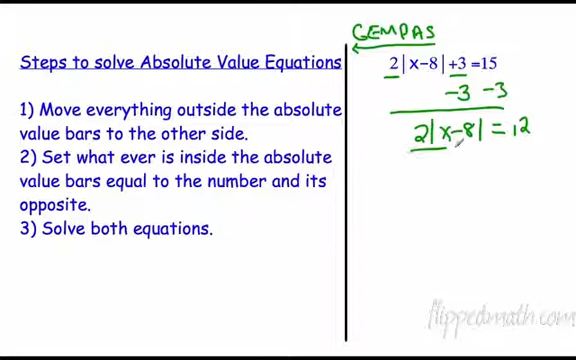 Steps to solve Absolute Value Equations
1) Move everything outside the absolute
value bars to the other side.
2) Set what ever is inside the absolute
value bars equal to the number and its
opposite.
3) Solve both equations.
GEMPAS
2|x-8| +3 =15
-3 -3
2|x-8| = 12
flippedmath.com